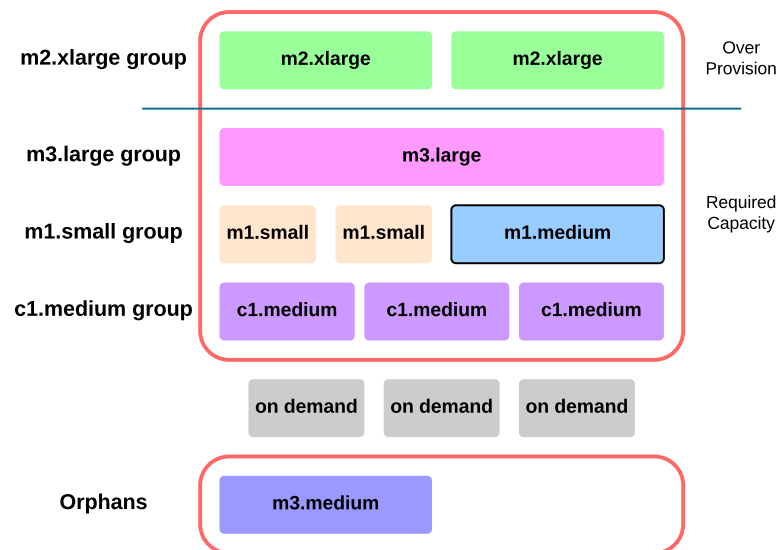 m2.xlarge group
m2.xlarge
m2.xlarge
Over
Provision
m3.large group
m3.large
m1.small group
m1.small
m1.small
m1.medium
Required
Capacity
c1.medium group
c1.medium
c1.medium
c1.medium
on demand
on demand
on demand
Orphans
m3.medium